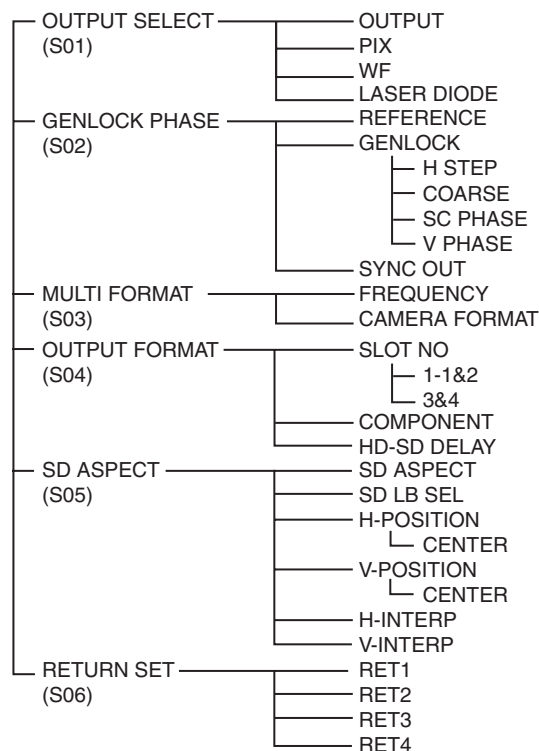 OUTPUT SELECT
(S01)
OUTPUT
PIX
WF
LASER DIODE
GENLOCK PHASE
(S02)
REFERENCE
GENLOCK
H STEP
COARSE
SC PHASE
V PHASE
SYNC OUT
MULTI FORMAT
(S03)
FREQUENCY
CAMERA FORMAT
OUTPUT FORMAT
(S04)
SLOT NO
1-1&2
3&4
COMPONENT
HD-SD DELAY
SD ASPECT
(S05)
SD ASPECT
SD LB SEL
H-POSITION
CENTER
V-POSITION
CENTER
H-INTERP
V-INTERP
RETURN SET
(S06)
RET1
RET2
RET3
RET4